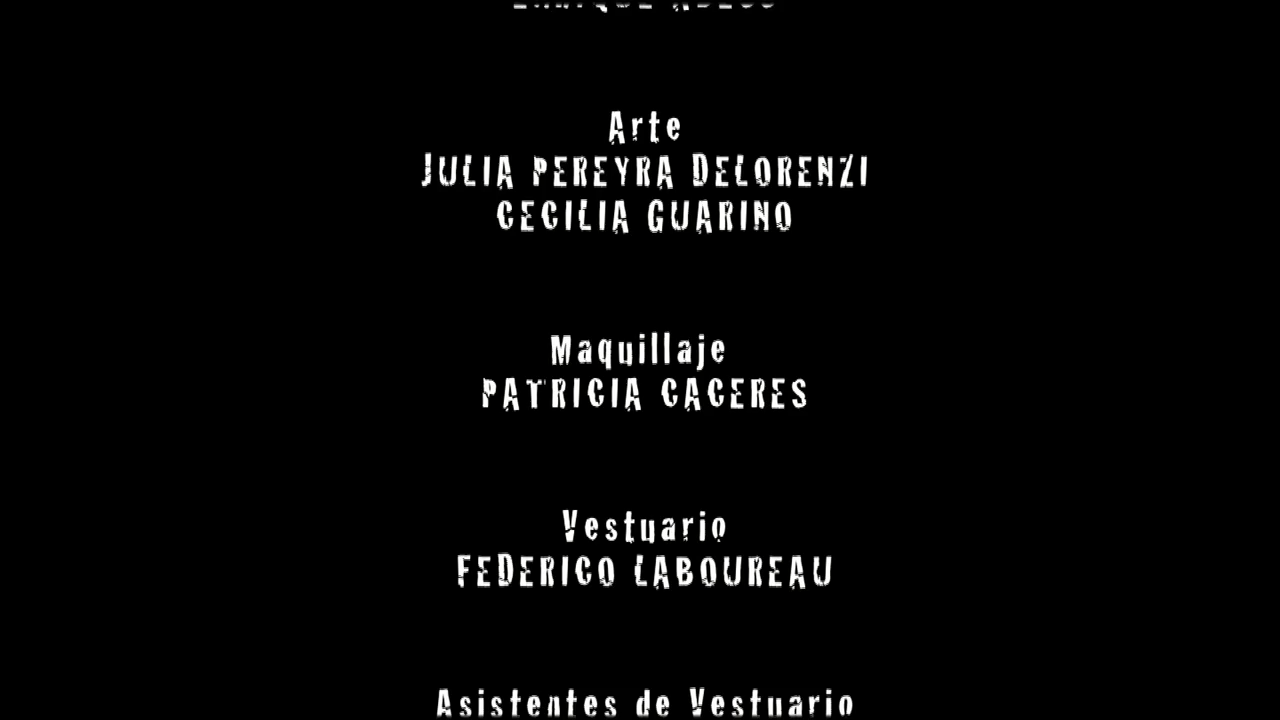 Arte
JULIA PEREYRA DELORENZI
CECILIA GUARINO
Maquillaje
PATRICIA CACERES
Vestuario
FEDERICO LABOUREAU
Asistentes de Vestuario